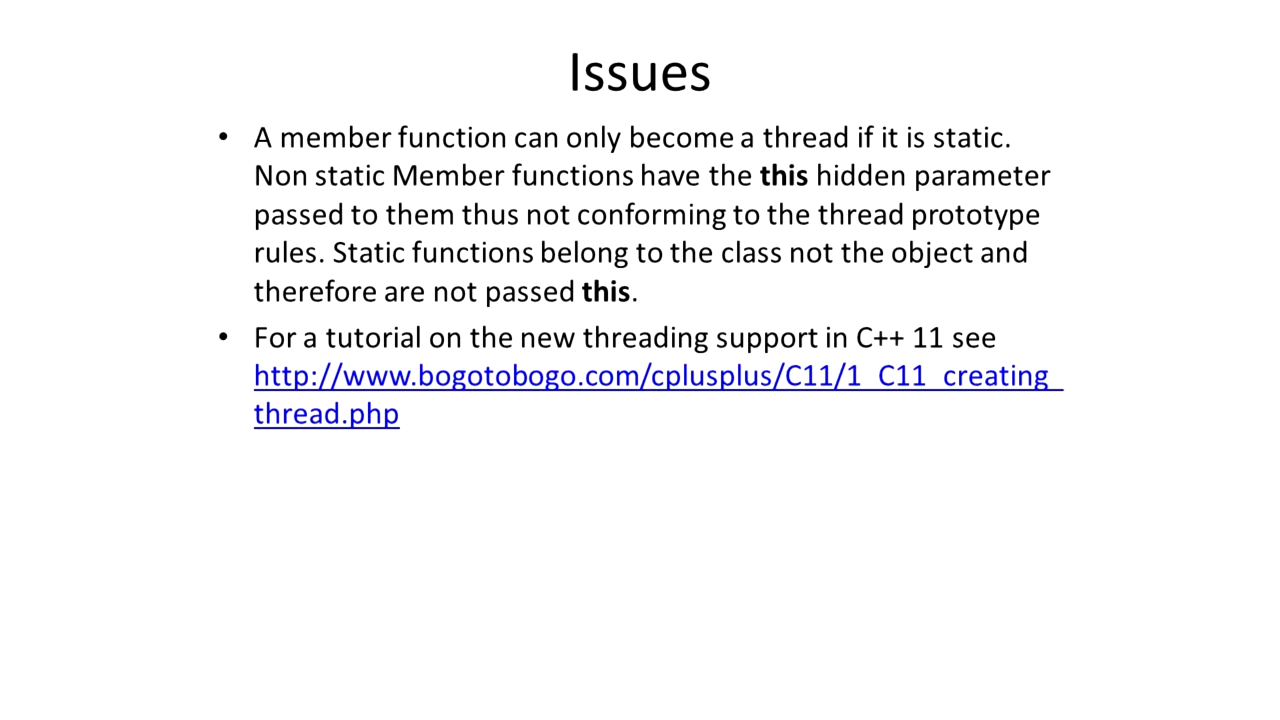 Issues
• A member function can only become a thread if it is static.
Non static Member functions have the this hidden parameter
passed to them thus not conforming to the thread prototype
rules. Static functions belong to the class not the object and
therefore are not passed this.
• For a tutorial on the new threading support in C++ 11 see
http://www.bogotobogo.com/cplusplus/C11/1_C11_creating_
thread.php